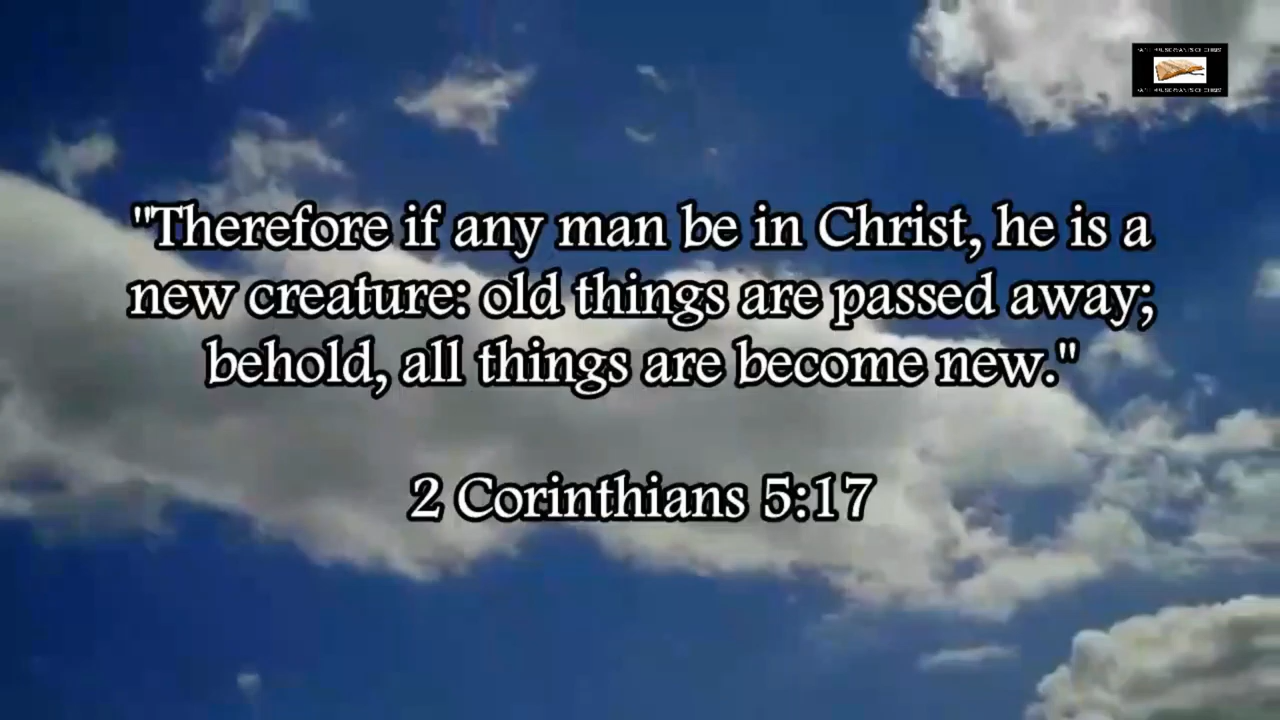 "Therefore if any man be in Christ, he is a
new creature: old things are passed away;
behold, all things are become new."
2 Corinthians 5:17